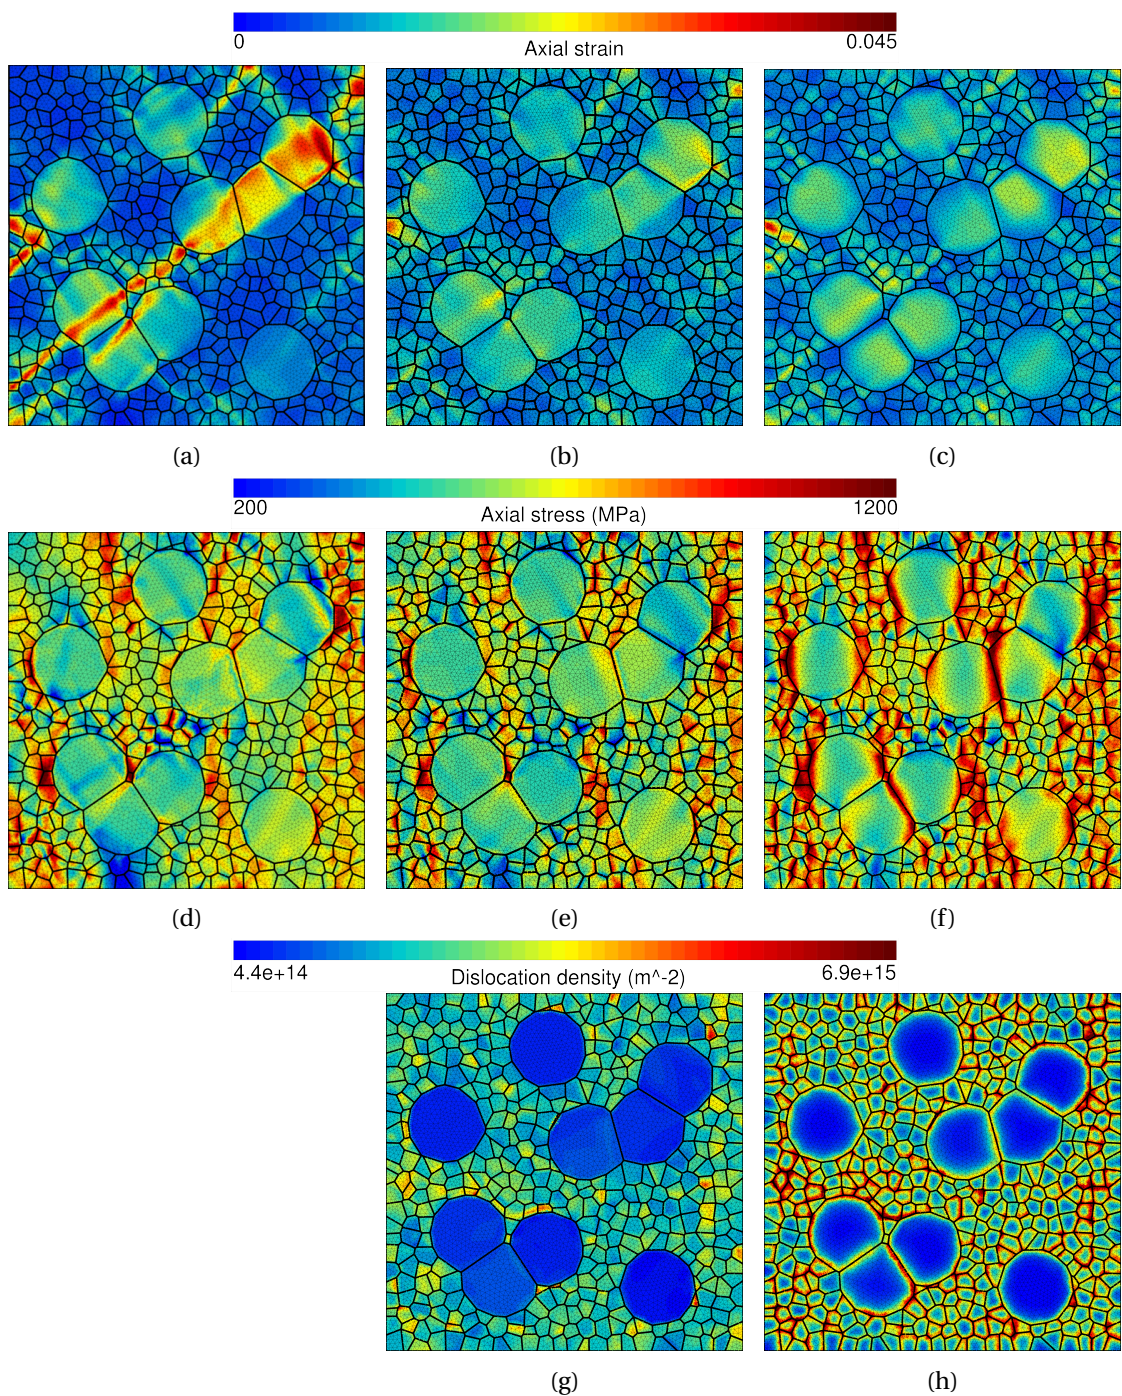 0 0.045
Axial strain
(a) (b) (c)
200 1200
Axial stress (MPa)
(d) (e) (f)
4.4e+14 6.9e+15
Dislocation density (m^-2)
(g) (h)